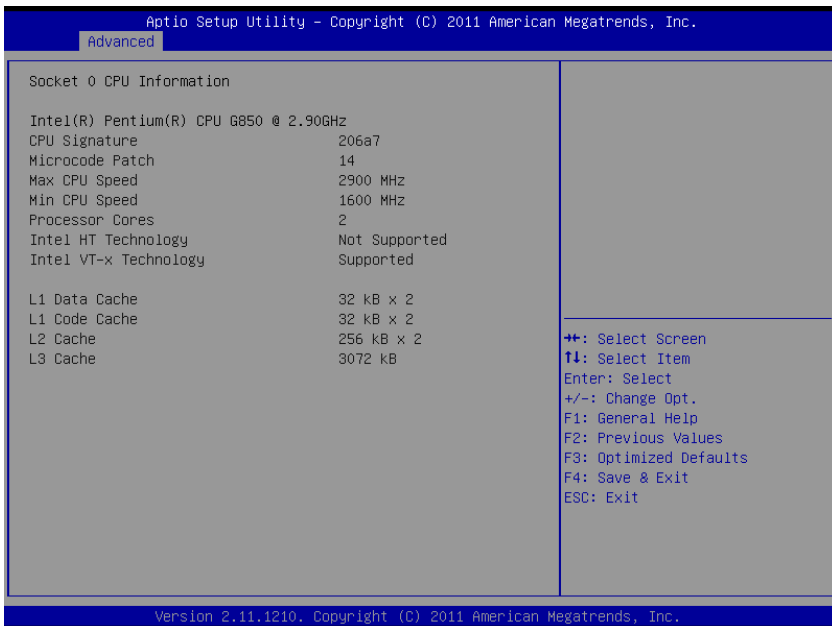 Aptio Setup Utility – Copyright (C) 2011 American Megatrends, Inc.
Advanced
Socket 0 CPU Information
Intel(R) Pentium(R) CPU G850 @ 2.90GHz
CPU Signature 206a7
Microcode Patch 14
Max CPU Speed 2900 MHz
Min CPU Speed 1600 MHz
Processor Cores 2
Intel HT Technology Not Supported
Intel VT-x Technology Supported
L1 Data Cache 32 kB x 2
L1 Code Cache 32 kB x 2
L2 Cache 256 kB x 2
L3 Cache 3072 kB
→←: Select Screen
↑↓: Select Item
Enter: Select
+/-: Change Opt.
F1: General Help
F2: Previous Values
F3: Optimized Defaults
F4: Save & Exit
ESC: Exit
Version 2.11.1210. Copyright (C) 2011 American Megatrends, Inc.